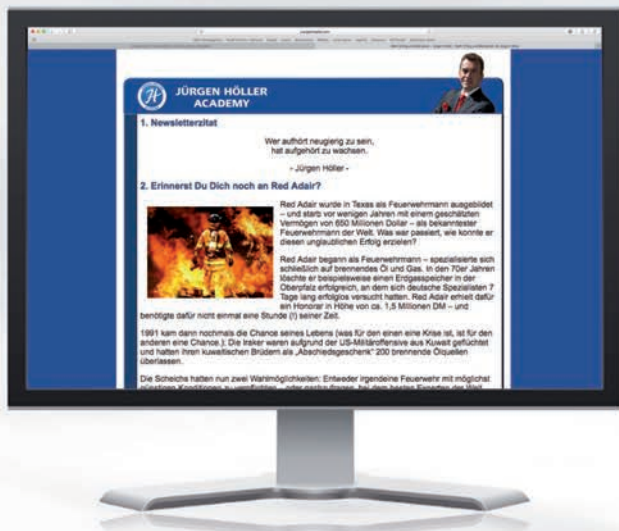 JÜRGEN HÖLLER
ACADEMY
1. Newsletterzitat
Wer aufhört neugierig zu sein,
hat aufgehört zu wachsen.
- Jürgen Höller -
2. Erinnerst Du Dich noch an Red Adair?
Red Adair wurde in Texas als Feuerwehrmann ausgebildet
– und starb vor wenigen Jahren mit einem geschätzten
Vermögen von 650 Millionen Dollar – als bekanntester
Feuerwehrmann der Welt. Was war passiert, wie konnte er
diesen unglaublichen Erfolg erzielen?
Red Adair begann als Feuerwehrmann – spezialisierte sich
schließlich auf brennendes Öl und Gas. In den 70er Jahren
löschte er beispielsweise einen Erdgasspeicher in der
Oberpfalz erfolgreich, an dem sich deutsche Spezialisten 7
Tage lang erfolglos versucht hatten. Red Adair erhielt dafür
ein Honorar in Höhe von ca. 1,5 Millionen DM – und
benötigte dafür nicht einmal eine Stunde (!) seiner Zeit.
1991 kam dann nochmals die Chance seines Lebens (was für den einen eine Krise ist, ist für den
anderen eine Chance.): Die Iraker waren aufgrund der US-Militäroffensive aus Kuwait geflüchtet
und hatten ihren kuwaitischen Brüdern als „Abschiedsgeschenk“ 200 brennende Ölquellen
überlassen.
Die Scheichs hatten nun zwei Wahlmöglichkeiten: Entweder irgendeine Feuerwehr mit möglichst